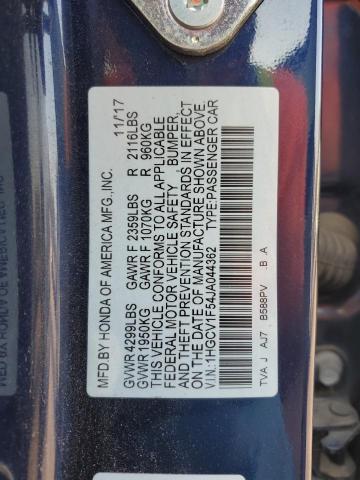 MFD.BY HONDA OF AMERICA MFG.,INC. 11/17
GVWR 4299LBS GAWR F 2359LBS R 2116LBS
GVWR 1950KG GAWR F 1070KG R 960KG
THIS VEHICLE CONFORMS TO ALL APPLICABLE
FEDERAL MOTOR VEHICLE SAFETY BUMPER,
AND THEFT PREVENTION STANDARDS IN
EFFECT ON THE DATE OF MANUFACTURE SHOWN ABOVE.
V.I.N:1HGCV1F54JA044362 TYPE:PASSENGER CAR
TVA J AJ7 B588PV . B A